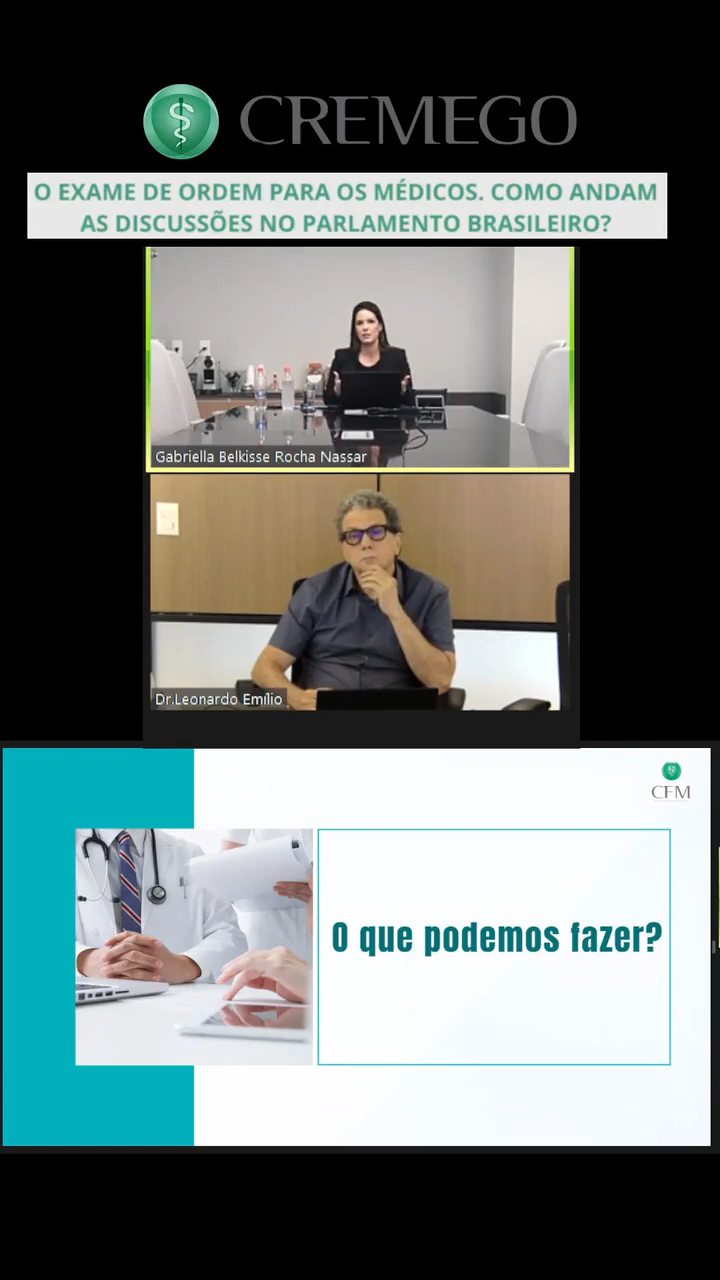 CREMEGO
O EXAME DE ORDEM PARA OS MÉDICOS. COMO ANDAM
AS DISCUSSÕES NO PARLAMENTO BRASILEIRO?
Gabriella Belkisse Rocha Nassar
Dr.Leonardo Emílio
CFM
O que podemos fazer?